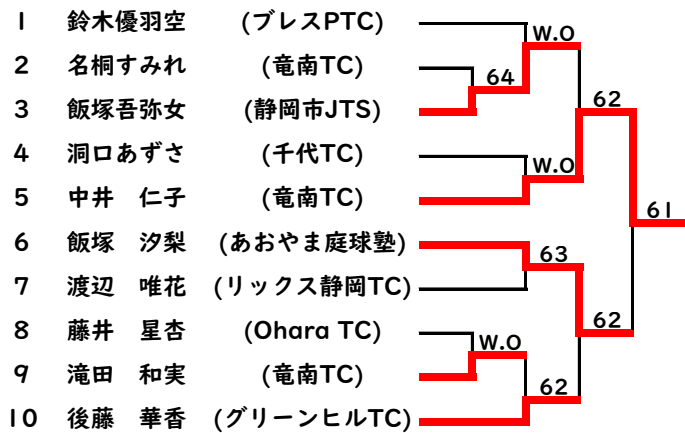 1 鈴木優羽空 (ブレスPTC)
W.O
2 名桐すみれ (竜南TC)
64
62
3 飯塚吾弥女 (静岡市JTS)
4 洞口あずさ (千代TC)
W.O
5 中井 仁子 (竜南TC)
61
6 飯塚 汐梨 (あおやま庭球塾)
63
7 渡辺 唯花 (リックス静岡TC)
62
8 藤井 星杏 (Ohara TC)
W.O
9 滝田 和実 (竜南TC)
62
10 後藤 華香 (グリーンヒルTC)